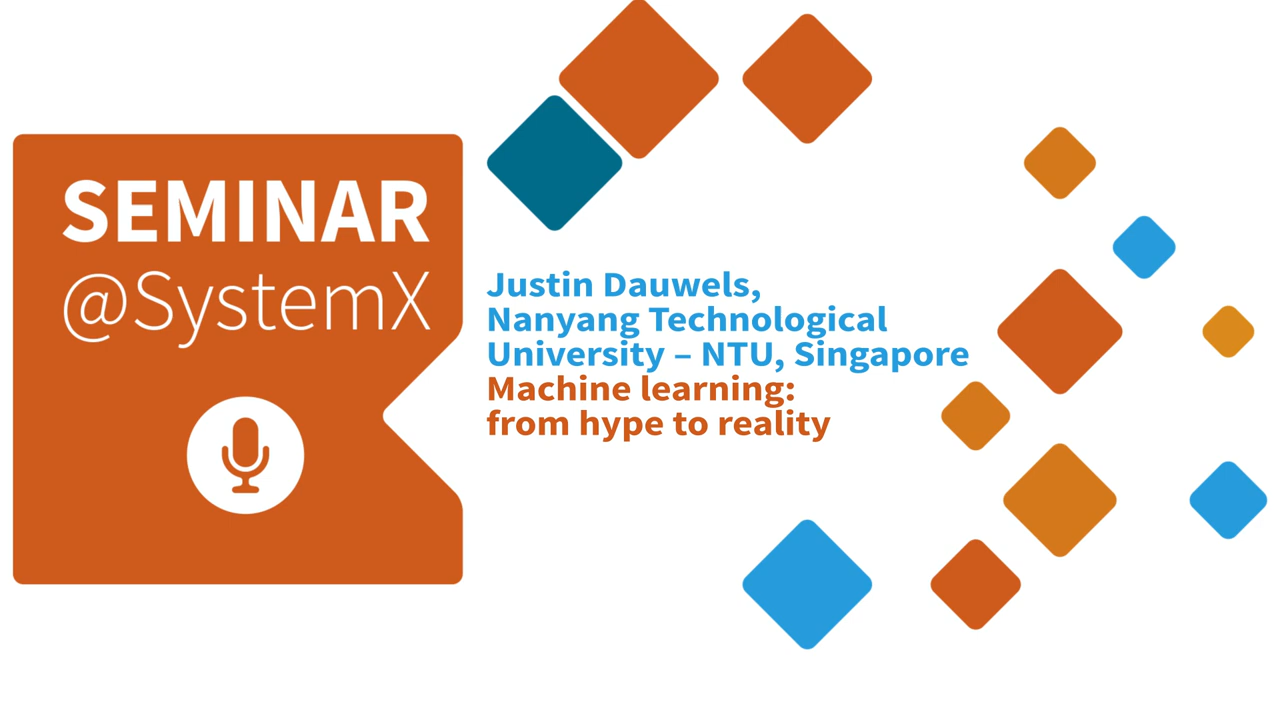 SEMINAR
@SystemX
Justin Dauwels,
Nanyang Technological
University – NTU, Singapore
Machine learning:
from hype to reality